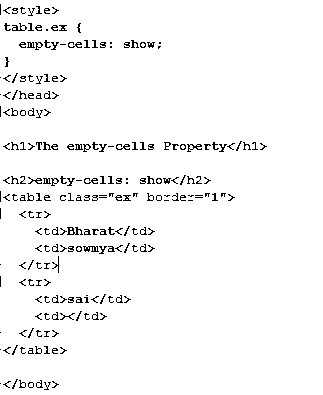 <style>
table.ex {
  empty-cells: show;
}
</style>
</head>
<body>

<h1>The empty-cells Property</h1>

<h2>empty-cells: show</h2>
<table class="ex" border="1">
  <tr>
    <td>Bharat</td>
    <td>sowmya</td>
  </tr>
  <tr>
    <td>sai</td>
    <td></td>
  </tr>
</table>

</body>